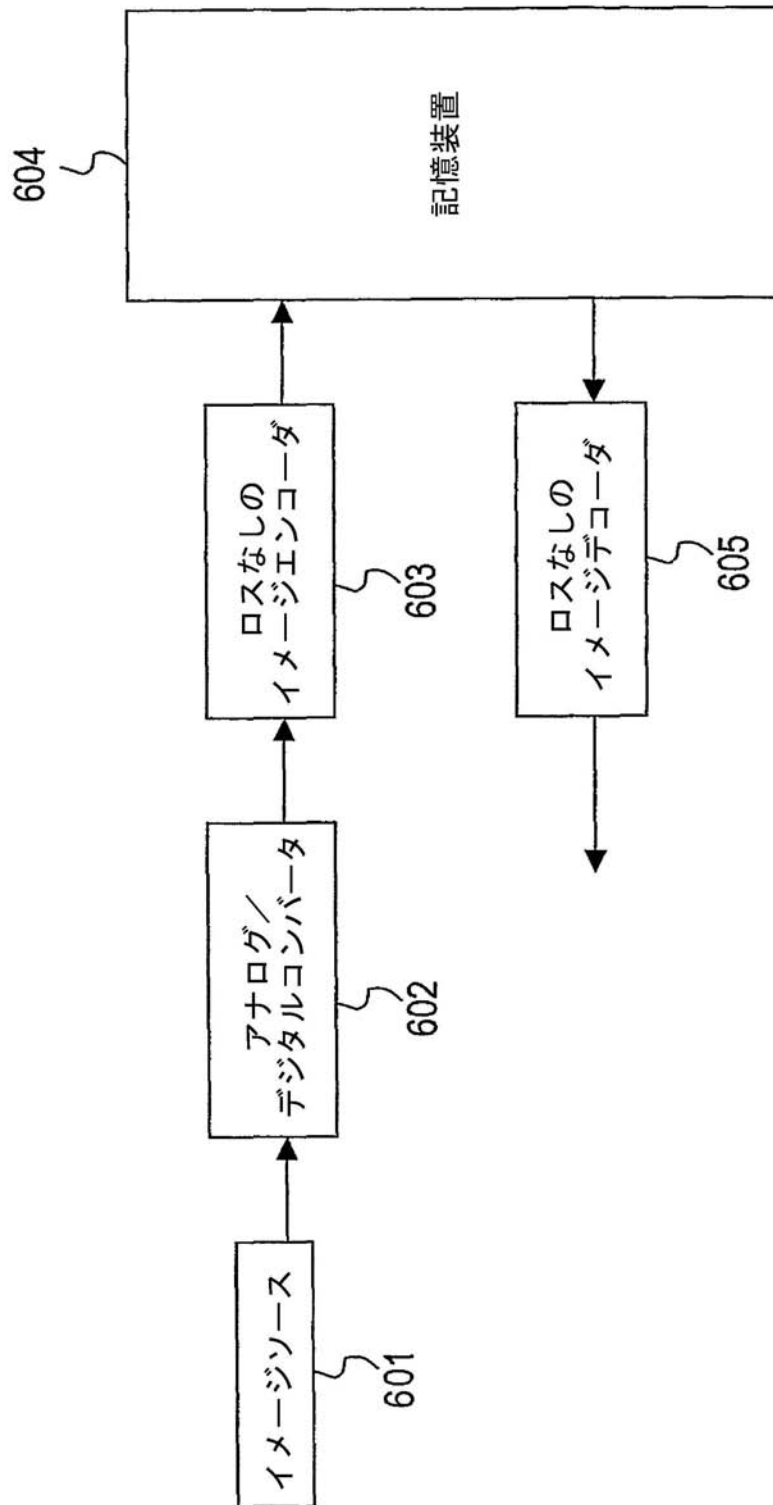 イメージソース
601
アナログ／
デジタルコンバータ
602
ロスなしの
イメージエンコーダ
603
記憶装置
604
ロスなしの
イメージデコーダ
605